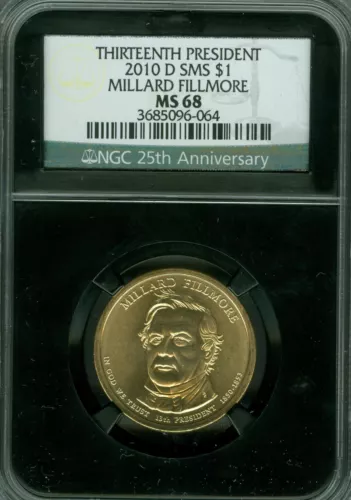 THIRTEENTH PRESIDENT
2010 D SMS $1
MILLARD FILLMORE
MS 68
3685096-064
NGC 25th Anniversary
MILLARD FILLMORE
IN GOD WE TRUST 13th PRESIDENT 1850-1853